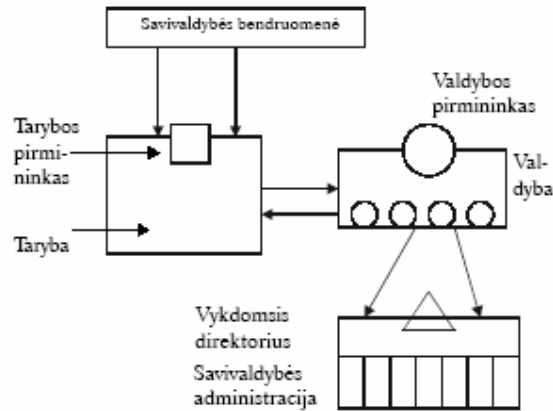 Savivaldybės bendruomenė
Valdybos
pirmininkas
Tarybos
pirmi-
ninkas
Val-
dyba
Taryba
Vykdomsis
direktorius
Savivaldybės
administracija